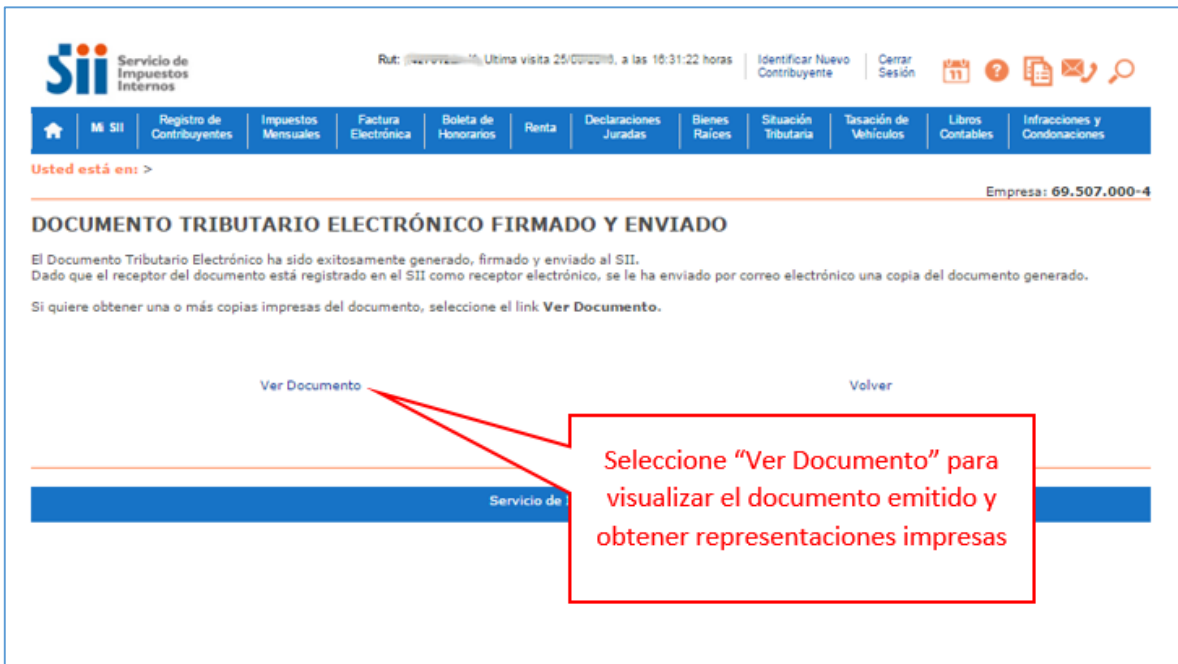 Sii Servicio de
Impuestos
Internos
Rut: Ultima visita 25/ a las 16:31:22 horas
Identificar Nuevo
Contribuyente
Cerrar
Sesión
11
?
Mi SII
Registro de
Contribuyentes
Impuestos
Mensuales
Factura
Electrónica
Boleta de
Honorarios
Renta
Declaraciones
Juradas
Bienes
Raíces
Situación
Tributaria
Tasación de
Vehículos
Libros
Contables
Infracciones y
Condonaciones
Usted está en: >
Empresa: 69.507.000-4
DOCUMENTO TRIBUTARIO ELECTRÓNICO FIRMADO Y ENVIADO
El Documento Tributario Electrónico ha sido exitosamente generado, firmado y enviado al SII.
Dado que el receptor del documento está registrado en el SII como receptor electrónico, se le ha enviado por correo electrónico una copia del documento generado.
Si quiere obtener una o más copias impresas del documento, seleccione el link Ver Documento.
Ver Documento
Volver
Seleccione “Ver Documento” para
visualizar el documento emitido y
obtener representaciones impresas
Servicio de